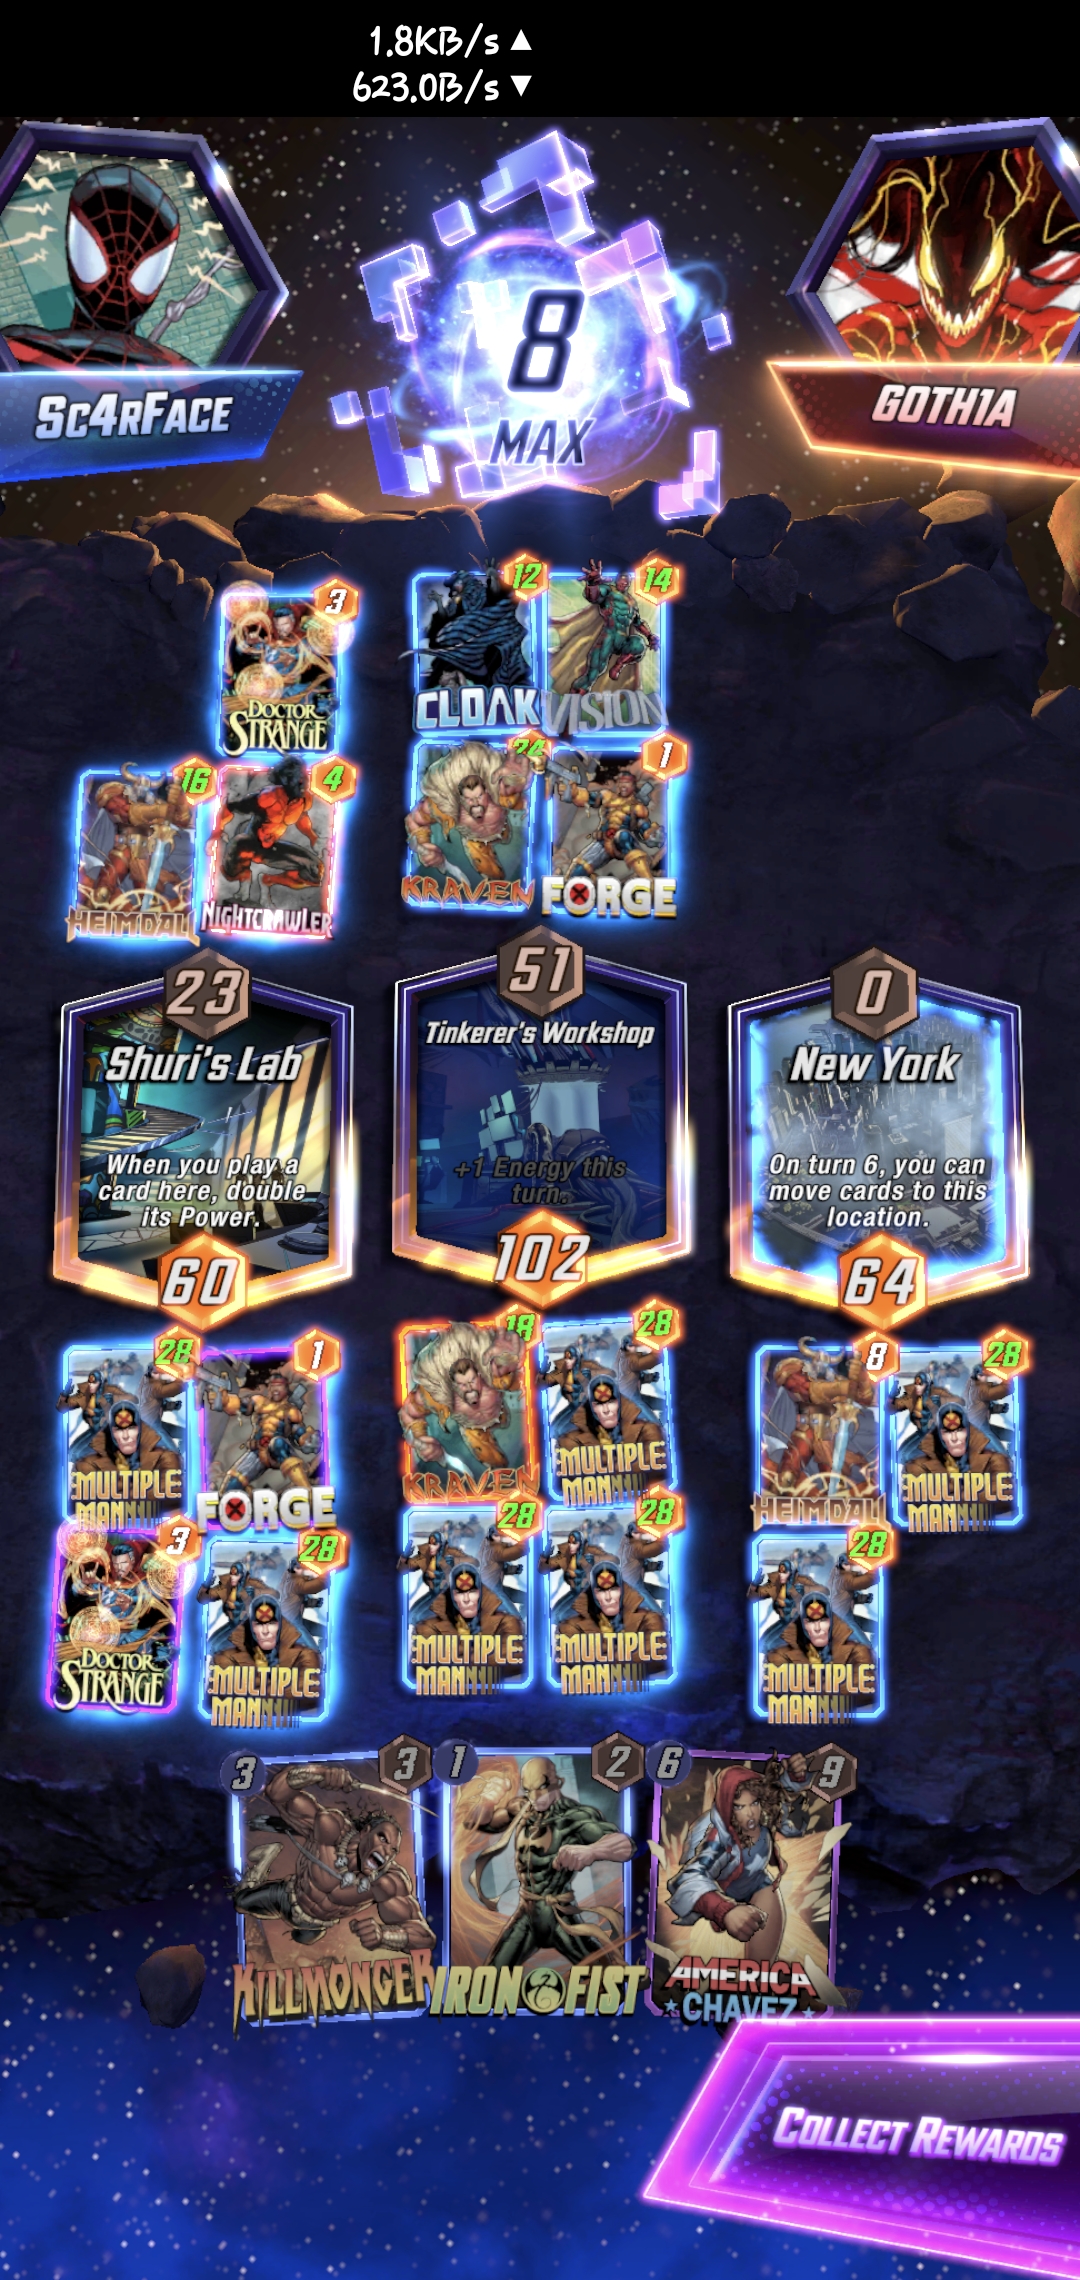 1.8KB/s ▲
623.0B/s ▼
SC4RFACE
8
MAX
GOTH1A
3
DOCTOR
STRANGE
12
CLOAK
14
VISION
16
HEIMDALL
4
NIGHTCRAWLER
24
KRAVEN
1
FORGE
23
Shuri's Lab
When you play a
card here, double
its Power.
60
51
Tinkerer's Workshop
+1 Energy this
turn.
102
0
New York
On turn 6, you can
move cards to this
location.
64
28
MULTIPLE
MAN
1
FORGE
18
KRAVEN
28
MULTIPLE
MAN
8
HEIMDALL
28
MULTIPLE
MAN
3
DOCTOR
STRANGE
28
MULTIPLE
MAN
28
MULTIPLE
MAN
28
MULTIPLE
MAN
28
MULTIPLE
MAN
3
3
KILLMONGER
1
2
IRON FIST
6
9
AMERICA
CHAVEZ
COLLECT REWARDS